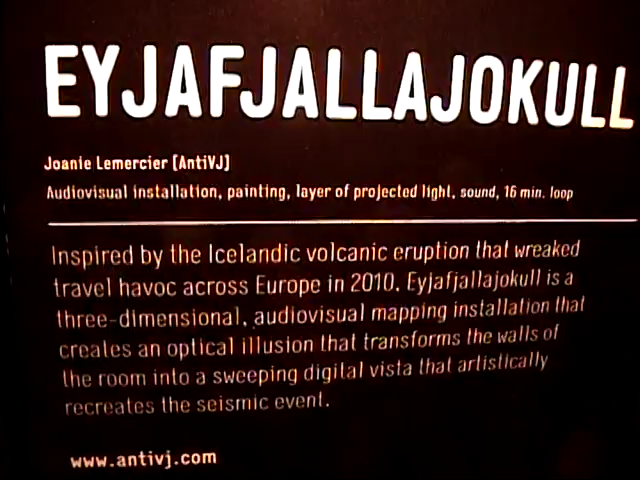 EYJAFJALLAJOKULL
Joanie Lemercier [AntiVJ]
Audiovisual installation, painting, layer of projected light, sound, 16 min. loop
Inspired by the Icelandic volcanic eruption that wreaked
travel havoc across Europe in 2010, Eyjafjallajokull is a
three-dimensional, audiovisual mapping installation that
creates an optical illusion that transforms the walls of
the room into a sweeping digital vista that artistically
recreates the seismic event.
www.antivj.com